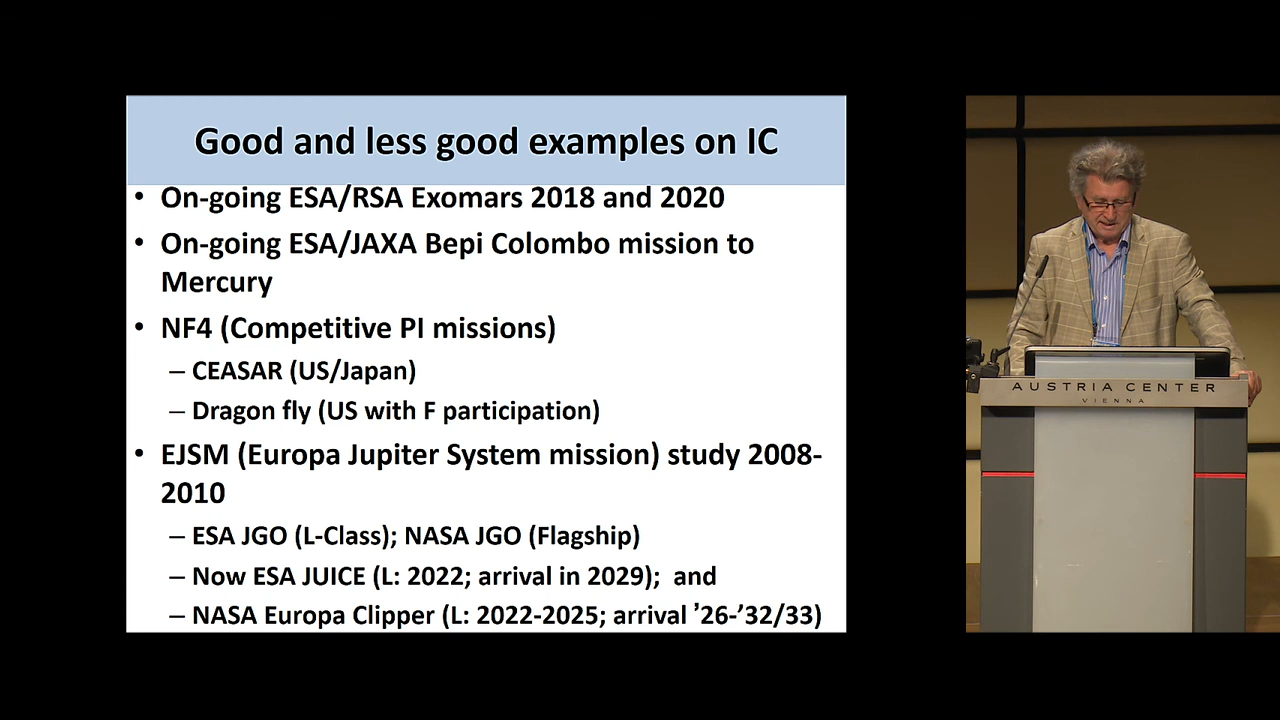 Good and less good examples on IC
• On-going ESA/RSA Exomars 2018 and 2020
• On-going ESA/JAXA Bepi Colombo mission to
Mercury
• NF4 (Competitive PI missions)
– CEASAR (US/Japan)
– Dragon fly (US with F participation)
• EJSM (Europa Jupiter System mission) study 2008-
2010
– ESA JGO (L-Class); NASA JGO (Flagship)
– Now ESA JUICE (L: 2022; arrival in 2029);  and
– NASA Europa Clipper (L: 2022-2025; arrival ’26-’32/33)
AUSTRIA CENTER
VIENNA